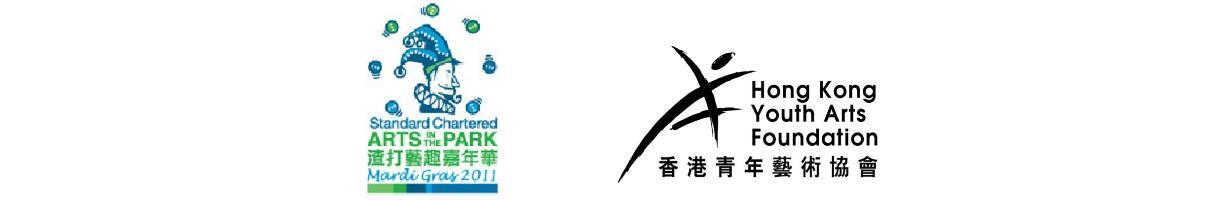 Standard Chartered
ARTS IN THE PARK
渣打藝趣嘉年華
Mardi Gras 2011
Hong Kong
Youth Arts
Foundation
香港青年藝術協會